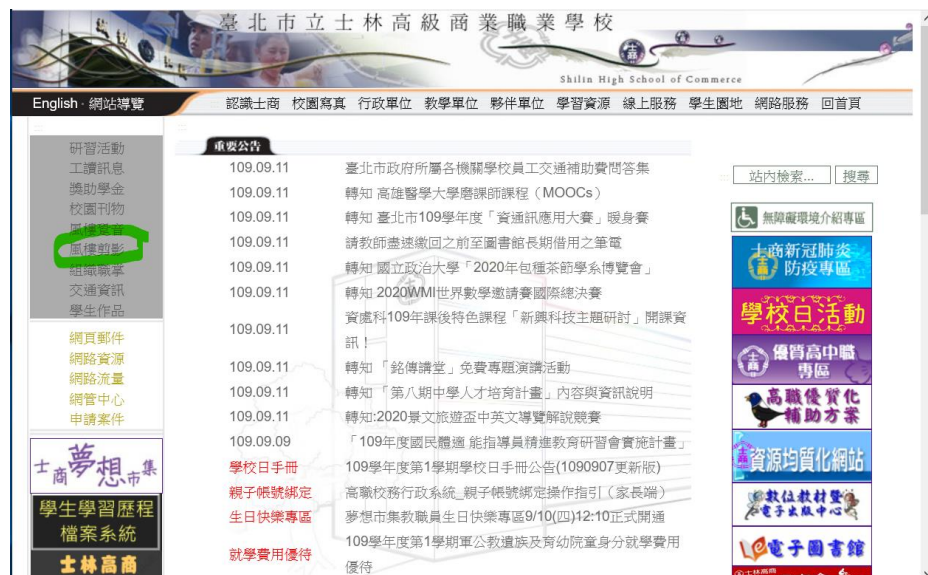 臺北市立士林高級商業職業學校
Shilin High School of Commerce
English · 網站導覽
認識士商 校園寫真 行政單位 教學單位 夥伴單位 學習資源 線上服務 學生園地 網路服務 回首頁
研習活動
工讀訊息
獎助學金
校園刊物
風樓剪影
組織職掌
交通資訊
學生作品
網頁郵件
網路資源
網路流量
網管中心
申請案件
士商夢想市集
學生學習歷程
檔案系統
士林高商
重要公告
109.09.11 臺北市政府所屬各機關學校員工交通補助費問答集
109.09.11 轉知 高雄醫學大學磨課師課程（MOOCs）
109.09.11 轉知 臺北市109學年度「資通訊應用大賽」暖身賽
109.09.11 請教師盡速繳回之前至圖書館長期借用之筆電
109.09.11 轉知 國立政治大學「2020年包種茶節學系博覽會」
109.09.11 轉知 2020WMI世界數學邀請賽國際總決賽
109.09.11 資處科109年課後特色課程「新興科技主題研討」開課資
訊！
109.09.11 轉知 「銘傳講堂」免費專題演講活動
109.09.11 轉知 「第八期中學人才培育計畫」內容與資訊說明
109.09.11 轉知:2020景文旅遊盃中英文導覽解說競賽
109.09.09 「109年度國民體適 能指導員精進教育研習會實施計畫」
學校日手冊 109學年度第1學期學校日手冊公告(1090907更新版)
親子帳號綁定 高職校務行政系統_親子帳號綁定操作指引（家長端）
生日快樂專區 夢想市集教職員生日快樂專區9/10(四)12:10正式開通
就學費用優待 109學年度第1學期軍公教遺族及育幼院童身分就學費用
優待
站內檢索... 搜尋
無障礙環境介紹專區
士商新冠肺炎
防疫專區
學校日活動
優質高中職
專區
高職優質化
輔助方案
資源均質化網站
數位教材暨
電子出版中心
電子圖書館